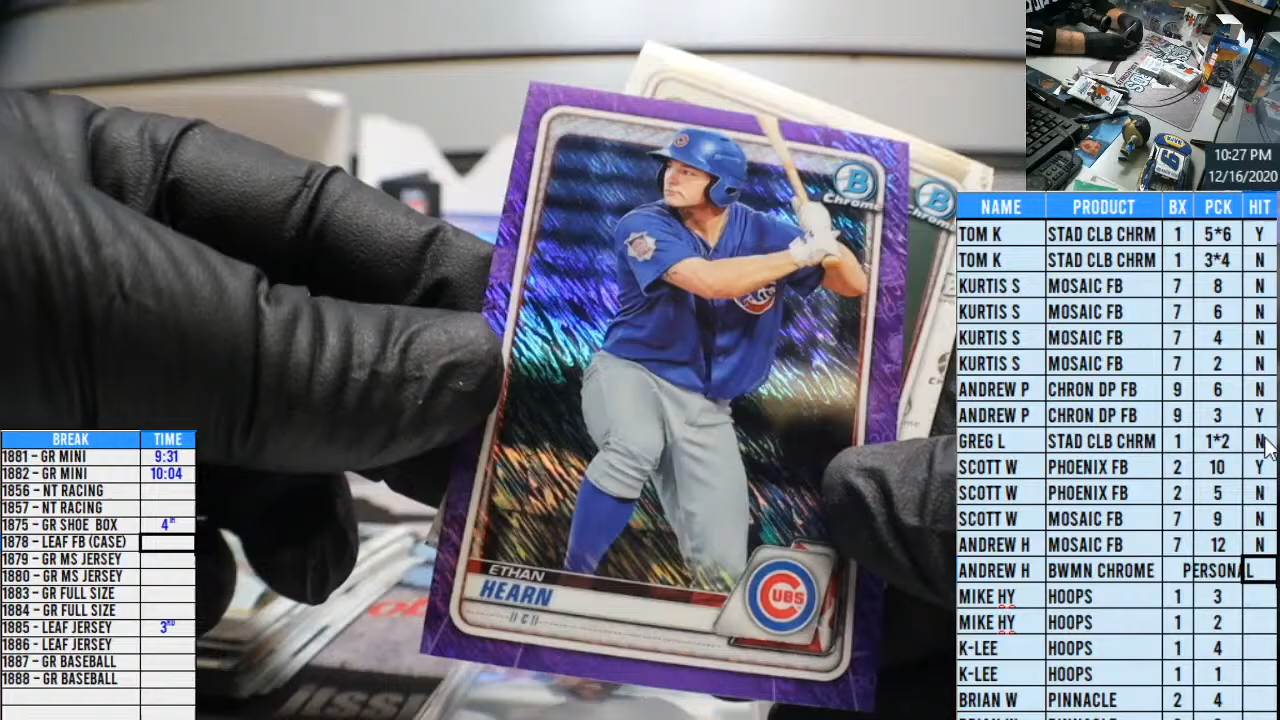 10:27 PM
12/16/2020
B
Chrome
B
Chrome
CUBS
ETHAN
HEARN
C
CUBS
BREAK TIME
1881 – GR MINI 9:31
1882 – GR MINI 10:04
1856 – NT RACING
1857 – NT RACING
1875 – GR SHOE BOX 4TH
1878 – LEAF FB (CASE)
1879 – GR MS JERSEY
1880 – GR MS JERSEY
1883 – GR FULL SIZE
1884 – GR FULL SIZE
1885 – LEAF JERSEY 3RD
1886 – LEAF JERSEY
1887 – GR BASEBALL
1888 – GR BASEBALL
NAME PRODUCT BX PCK HIT
TOM K STAD CLB CHRM 1 5*6 Y
TOM K STAD CLB CHRM 1 3*4 N
KURTIS S MOSAIC FB 7 8 N
KURTIS S MOSAIC FB 7 6 N
KURTIS S MOSAIC FB 7 4 N
KURTIS S MOSAIC FB 7 2 N
ANDREW P CHRON DP FB 9 6 N
ANDREW P CHRON DP FB 9 3 Y
GREG L STAD CLB CHRM 1 1*2 N
SCOTT W PHOENIX FB 2 10 Y
SCOTT W PHOENIX FB 2 5 N
SCOTT W MOSAIC FB 7 9 N
ANDREW H MOSAIC FB 7 12 N
ANDREW H BWMN CHROME PERSONAL
MIKE HY HOOPS 1 3
MIKE HY HOOPS 1 2
K-LEE HOOPS 1 4
K-LEE HOOPS 1 1
BRIAN W PINNACLE 2 4